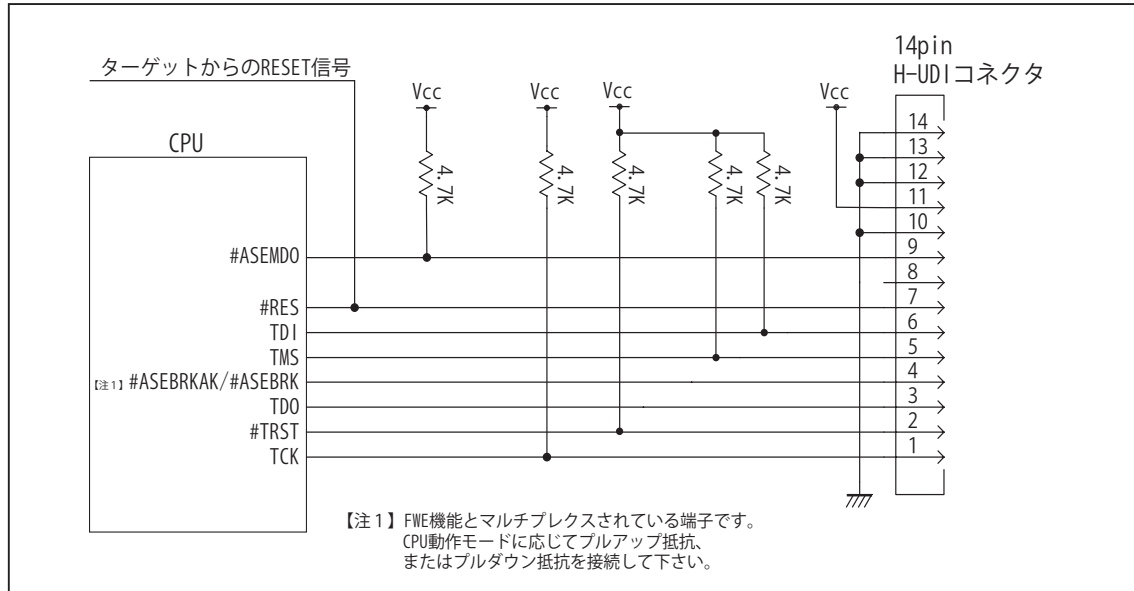 14pin
H-UDIコネクタ
ターゲットからのRESET信号
Vcc
Vcc
Vcc
Vcc
CPU
4.7K
4.7K
4.7K
4.7K
4.7K
14
13
12
11
10
#ASEMDO
9
8
#RES
7
TDI
6
TMS
5
【注1】#ASEBRKAK/#ASEBRK
4
TDO
3
#TRST
2
TCK
1
【注1】FWE機能とマルチプレクスされている端子です。
CPU動作モードに応じてプルアップ抵抗、
またはプルダウン抵抗を接続して下さい。